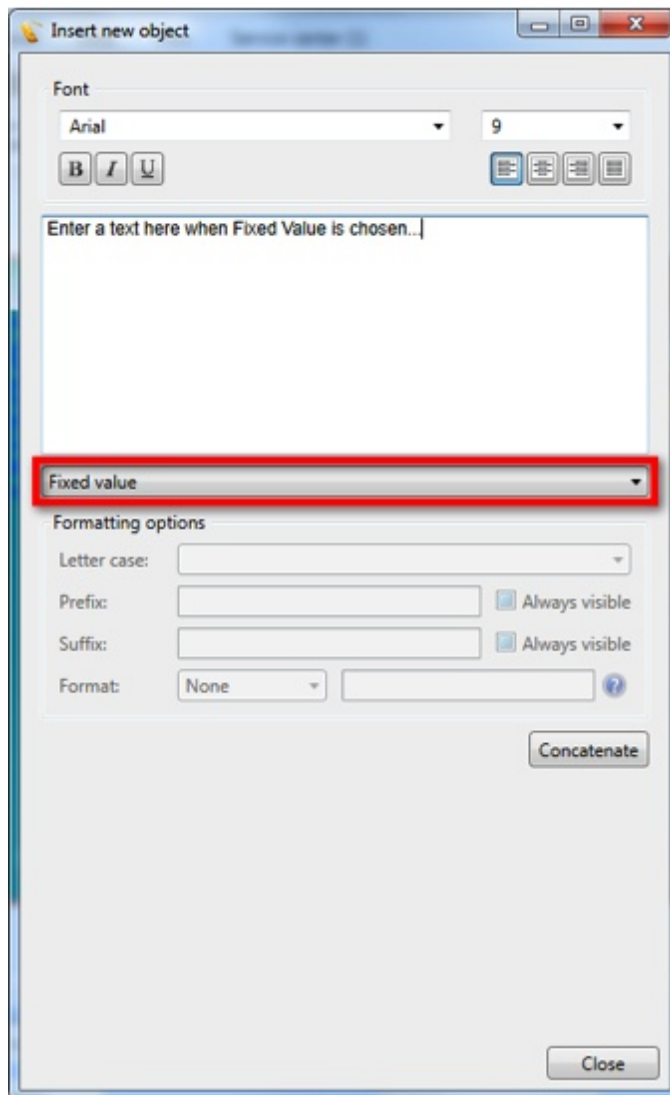 Insert new object
Font
Arial 9
B I U
Enter a text here when Fixed Value is chosen...
Fixed value
Formatting options
Letter case:
Prefix: Always visible
Suffix: Always visible
Format: None ?
Concatenate
Close